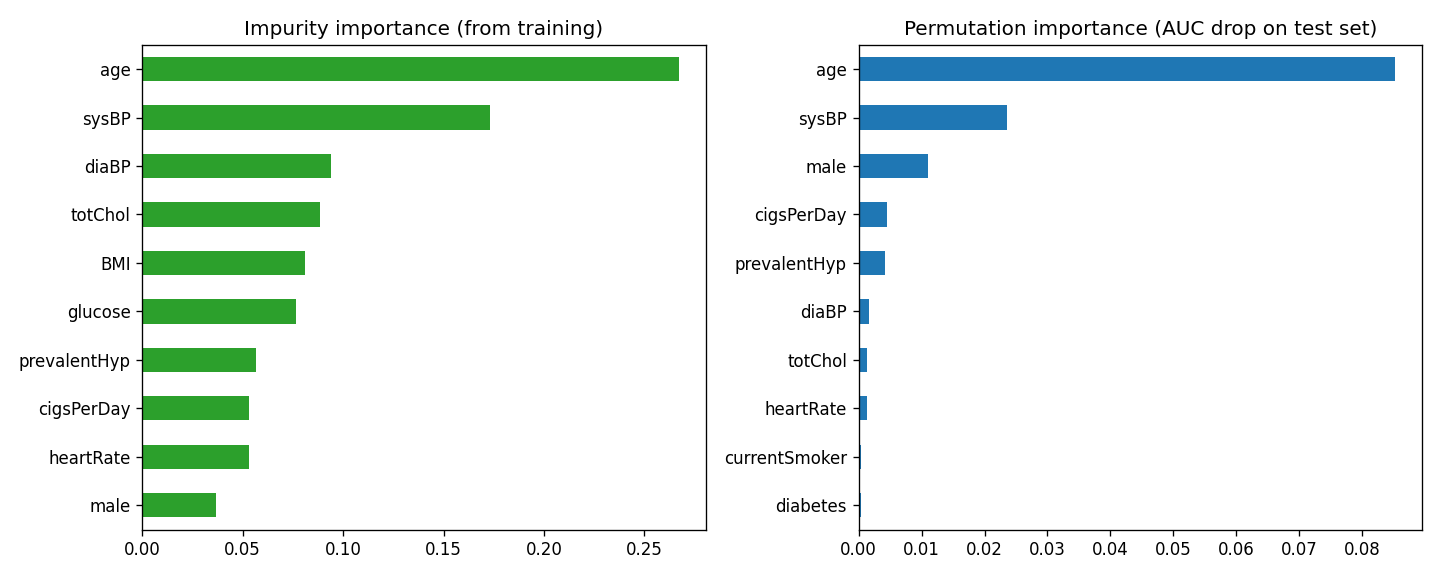 Impurity importance (from training)
age
sysBP
diaBP
totChol
BMI
glucose
prevalentHyp
cigsPerDay
heartRate
male
0.00 0.05 0.10 0.15 0.20 0.25
Permutation importance (AUC drop on test set)
age
sysBP
male
cigsPerDay
prevalentHyp
diaBP
totChol
heartRate
currentSmoker
diabetes
0.00 0.01 0.02 0.03 0.04 0.05 0.06 0.07 0.08